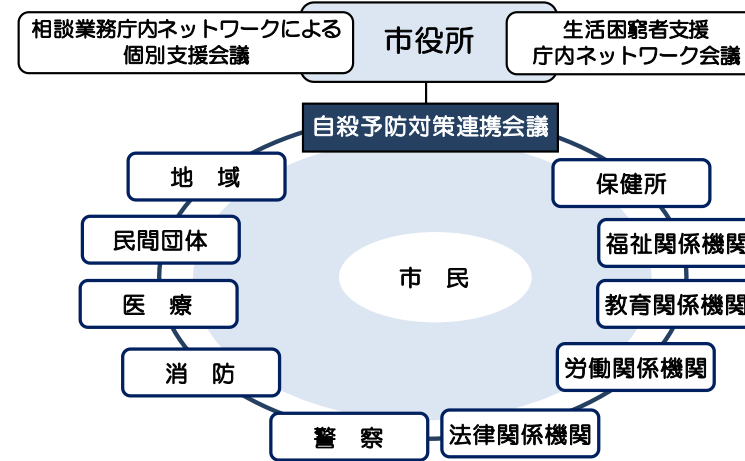 相談業務庁内ネットワークによる
個別支援会議
市役所
生活困窮者支援
庁内ネットワーク会議
自殺予防対策連携会議
地　域
保健所
民間団体
福祉関係機関
市　民
医　療
教育関係機関
消　防
労働関係機関
警　察
法律関係機関